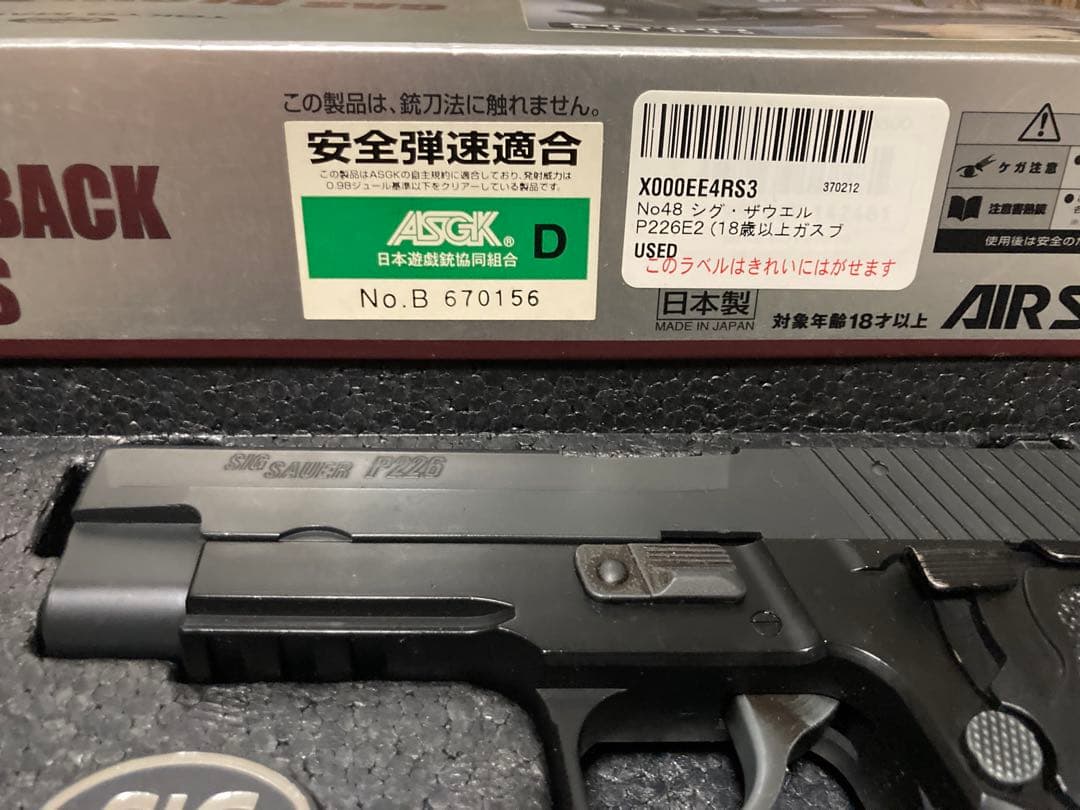 この製品は、銃刀法に触れません。
安全弾速適合
この製品はASGKの自主規約に適合しており、発射威力は
0.98ジュール基準以下をクリアーしている製品です。
ASGK® D
日本遊戯銃協同組合
No.B 670156
X000EE4RS3 370212
No48 シグ・ザウエル
P226E2 (18歳以上ガスブ
USED
このラベルはきれいにはがせます
日本製
MADE IN JAPAN
対象年齢18才以上
AIR S
ケガ注意
注意書熟読
使用後は安全のた
BACK
S
SIG SAUER P226
SIG